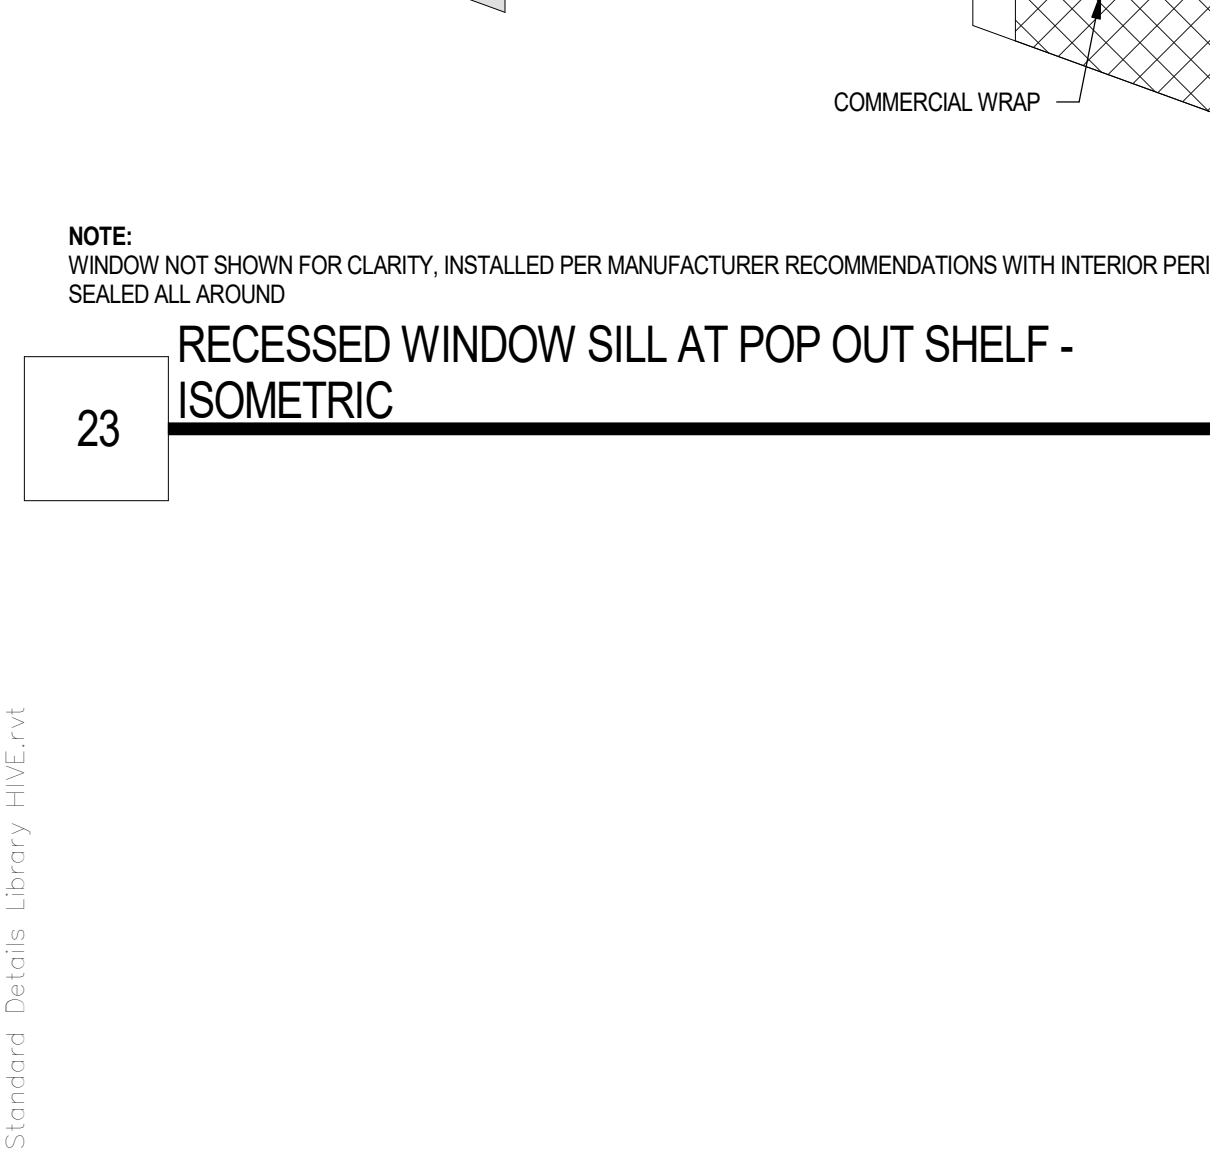 COMMERCIAL WRAP
NOTE:
WINDOW NOT SHOWN FOR CLARITY, INSTALLED PER MANUFACTURER RECOMMENDATIONS WITH INTERIOR PERI
SEALED ALL AROUND
RECESSED WINDOW SILL AT POP OUT SHELF -
ISOMETRIC
23
Standard Details Library HIVE.rvt